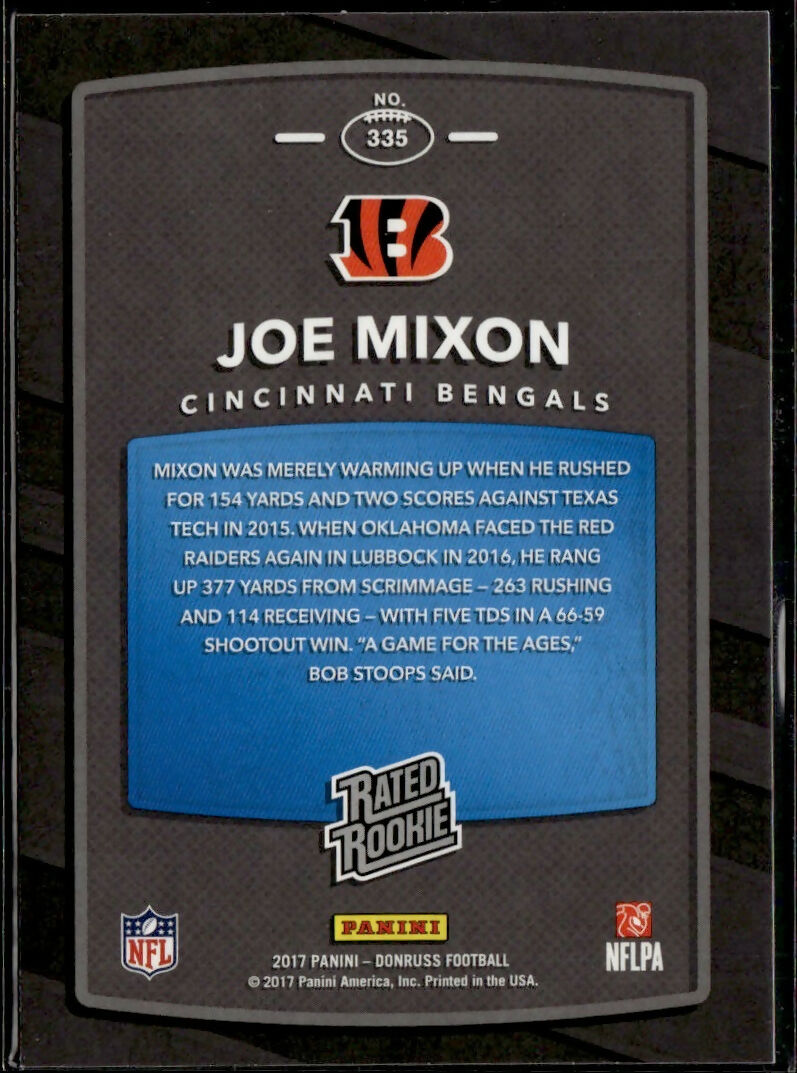 NO.
335
B
JOE MIXON
CINCINNATI BENGALS
MIXON WAS MERELY WARMING UP WHEN HE RUSHED
FOR 154 YARDS AND TWO SCORES AGAINST TEXAS
TECH IN 2015. WHEN OKLAHOMA FACED THE RED
RAIDERS AGAIN IN LUBBOCK IN 2016, HE RANG
UP 377 YARDS FROM SCRIMMAGE – 263 RUSHING
AND 114 RECEIVING – WITH FIVE TDS IN A 66-59
SHOOTOUT WIN. “A GAME FOR THE AGES,”
BOB STOOPS SAID.
RATED
ROOKIE
NFL
PANINI
NFLPA
2017 PANINI – DONRUSS FOOTBALL
© 2017 Panini America, Inc. Printed in the USA.